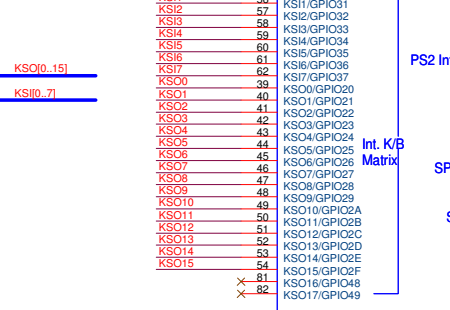 KSI1/GPIO31
KSI2 57 KSI2/GPIO32
KSI3 58 KSI3/GPIO33
KSI4 59 KSI4/GPIO34
KSI5 60 KSI5/GPIO35
KSI6 61 KSI6/GPIO36
KSI7 62 KSI7/GPIO37
KSO0 39 KSO0/GPIO20
KSO1 40 KSO1/GPIO21
KSO2 41 KSO2/GPIO22
KSO3 42 KSO3/GPIO23
KSO4 43 KSO4/GPIO24
KSO5 44 KSO5/GPIO25
KSO6 45 KSO6/GPIO26
KSO7 46 KSO7/GPIO27
KSO8 47 KSO8/GPIO28
KSO9 48 KSO9/GPIO29
KSO10 49 KSO10/GPIO2A
KSO11 50 KSO11/GPIO2B
KSO12 51 KSO12/GPIO2C
KSO13 52 KSO13/GPIO2D
KSO14 53 KSO14/GPIO2E
KSO15 54 KSO15/GPIO2F
81 KSO16/GPIO48
82 KSO17/GPIO49
KSO[0..15]
KSI[0..7]
Int. K/B
Matrix
PS2